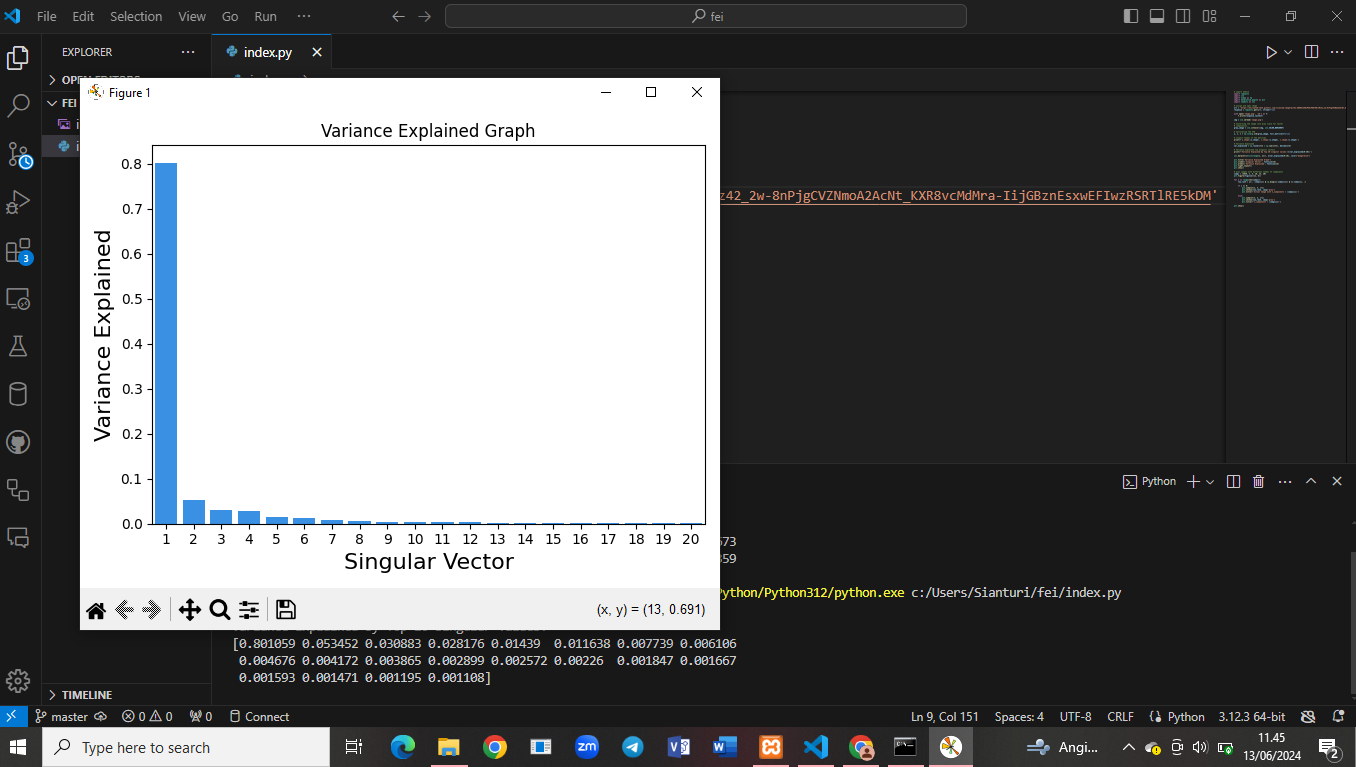 File Edit Selection View Go Run ···
fei
EXPLORER ···
index.py
OPEN EDITORS
FEI
Figure 1
Variance Explained Graph
Variance Explained
0.8
0.7
0.6
0.5
0.4
0.3
0.2
0.1
0.0
1 2 3 4 5 6 7 8 9 10 11 12 13 14 15 16 17 18 19 20
Singular Vector
(x, y) = (13, 0.691)
z42_2w-8nPjgCVZNmoA2AcNt_KXR8vcMdMra-IijGBznEsxwEFIwzRSRTlRE5kDM'
3
Python
673
859
ython/Python312/python.exe c:/Users/Sianturi/fei/index.py
[0.801059 0.053452 0.030883 0.028176 0.01439 0.011638 0.007739 0.006106
0.004676 0.004172 0.003865 0.002899 0.002572 0.00226 0.001847 0.001667
0.001593 0.001471 0.001195 0.001108]
TIMELINE
master 0 0 0 Connect
Ln 9, Col 151 Spaces: 4 UTF-8 CRLF Python 3.12.3 64-bit
Type here to search
zm
Angi...
11.45
13/06/2024
2